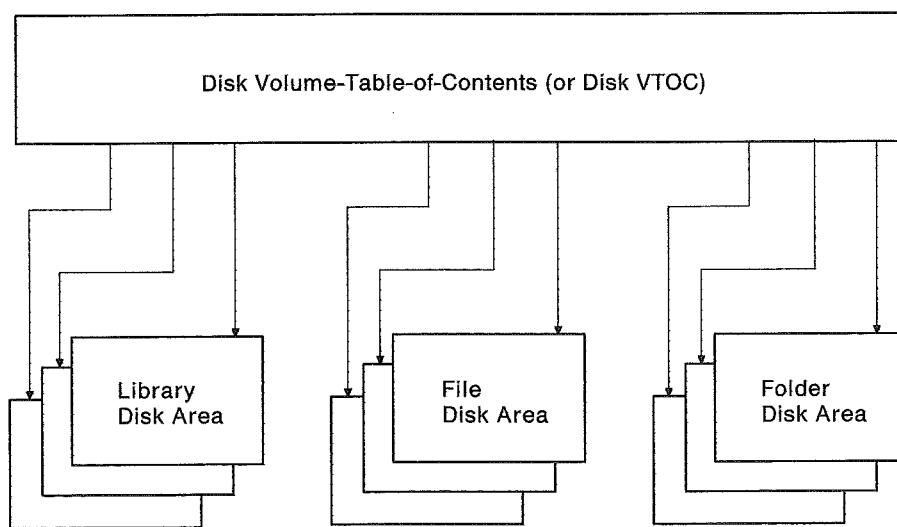 Disk Volume-Table-of-Contents (or Disk VTOC)
Library
Disk Area
File
Disk Area
Folder
Disk Area